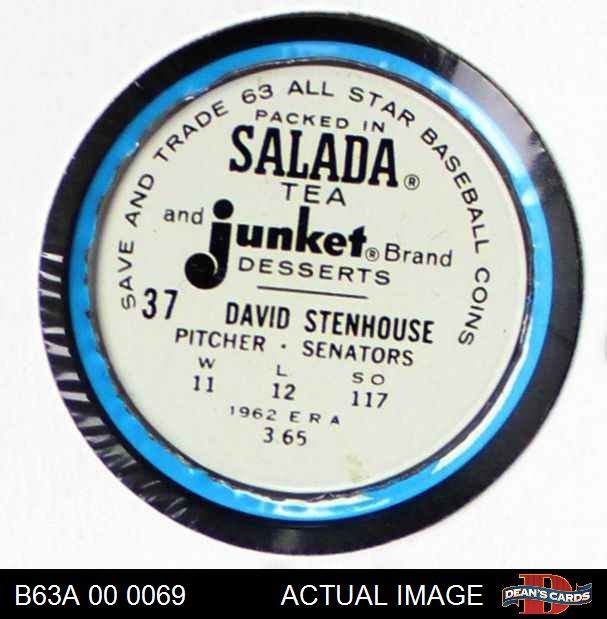 SAVE AND TRADE 63 ALL STAR BASEBALL COINS
PACKED IN
SALADA®
TEA
and junket® Brand
DESSERTS
37 DAVID STENHOUSE
PITCHER · SENATORS
W L SO
11 12 117
1962 ERA
3.65
B63A 00 0069 ACTUAL IMAGE DEAN'S CARDS